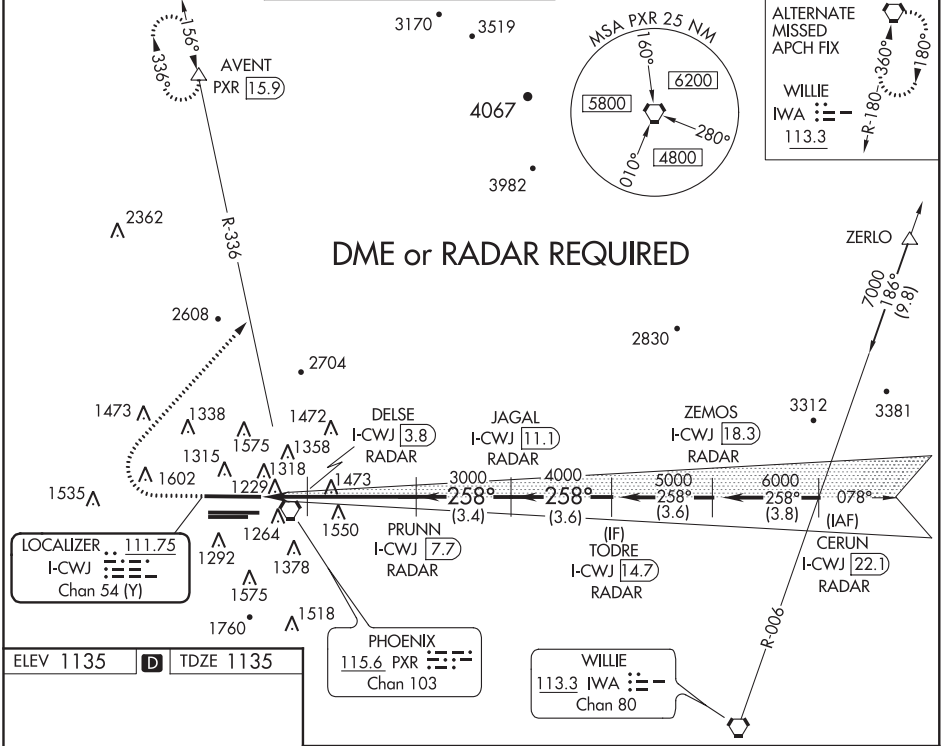 156°
336°
AVENT
PXR 15.9
3170
3519
4067
3982
MSA PXR 25 NM
160°
6200
5800
280°
4800
010°
ALTERNATE
MISSED
APCH FIX
360°
180°
WILLIE
IWA
113.3
R-180
2362
R-336
DME or RADAR REQUIRED
ZERLO
7000
186°
(9.8)
2608
2830
2704
3312
3381
1473
1338
1575
1472
1358
DELSE
I-CWJ 3.8
RADAR
JAGAL
I-CWJ 11.1
RADAR
ZEMOS
I-CWJ 18.3
RADAR
1315
1318
1602
1229
1473
1535
3000
4000
5000
6000
258°
258°
258°
258°
078°
(3.4)
(3.6)
(3.6)
(3.8)
(IAF)
CERUN
I-CWJ 22.1
RADAR
1264
1550
PRUNN
I-CWJ 7.7
RADAR
(IF)
TODRE
I-CWJ 14.7
RADAR
LOCALIZER 111.75
I-CWJ
Chan 54 (Y)
1292
1378
1575
1760
1518
R-006
PHOENIX
115.6 PXR
Chan 103
WILLIE
113.3 IWA
Chan 80
ELEV 1135
D
TDZE 1135